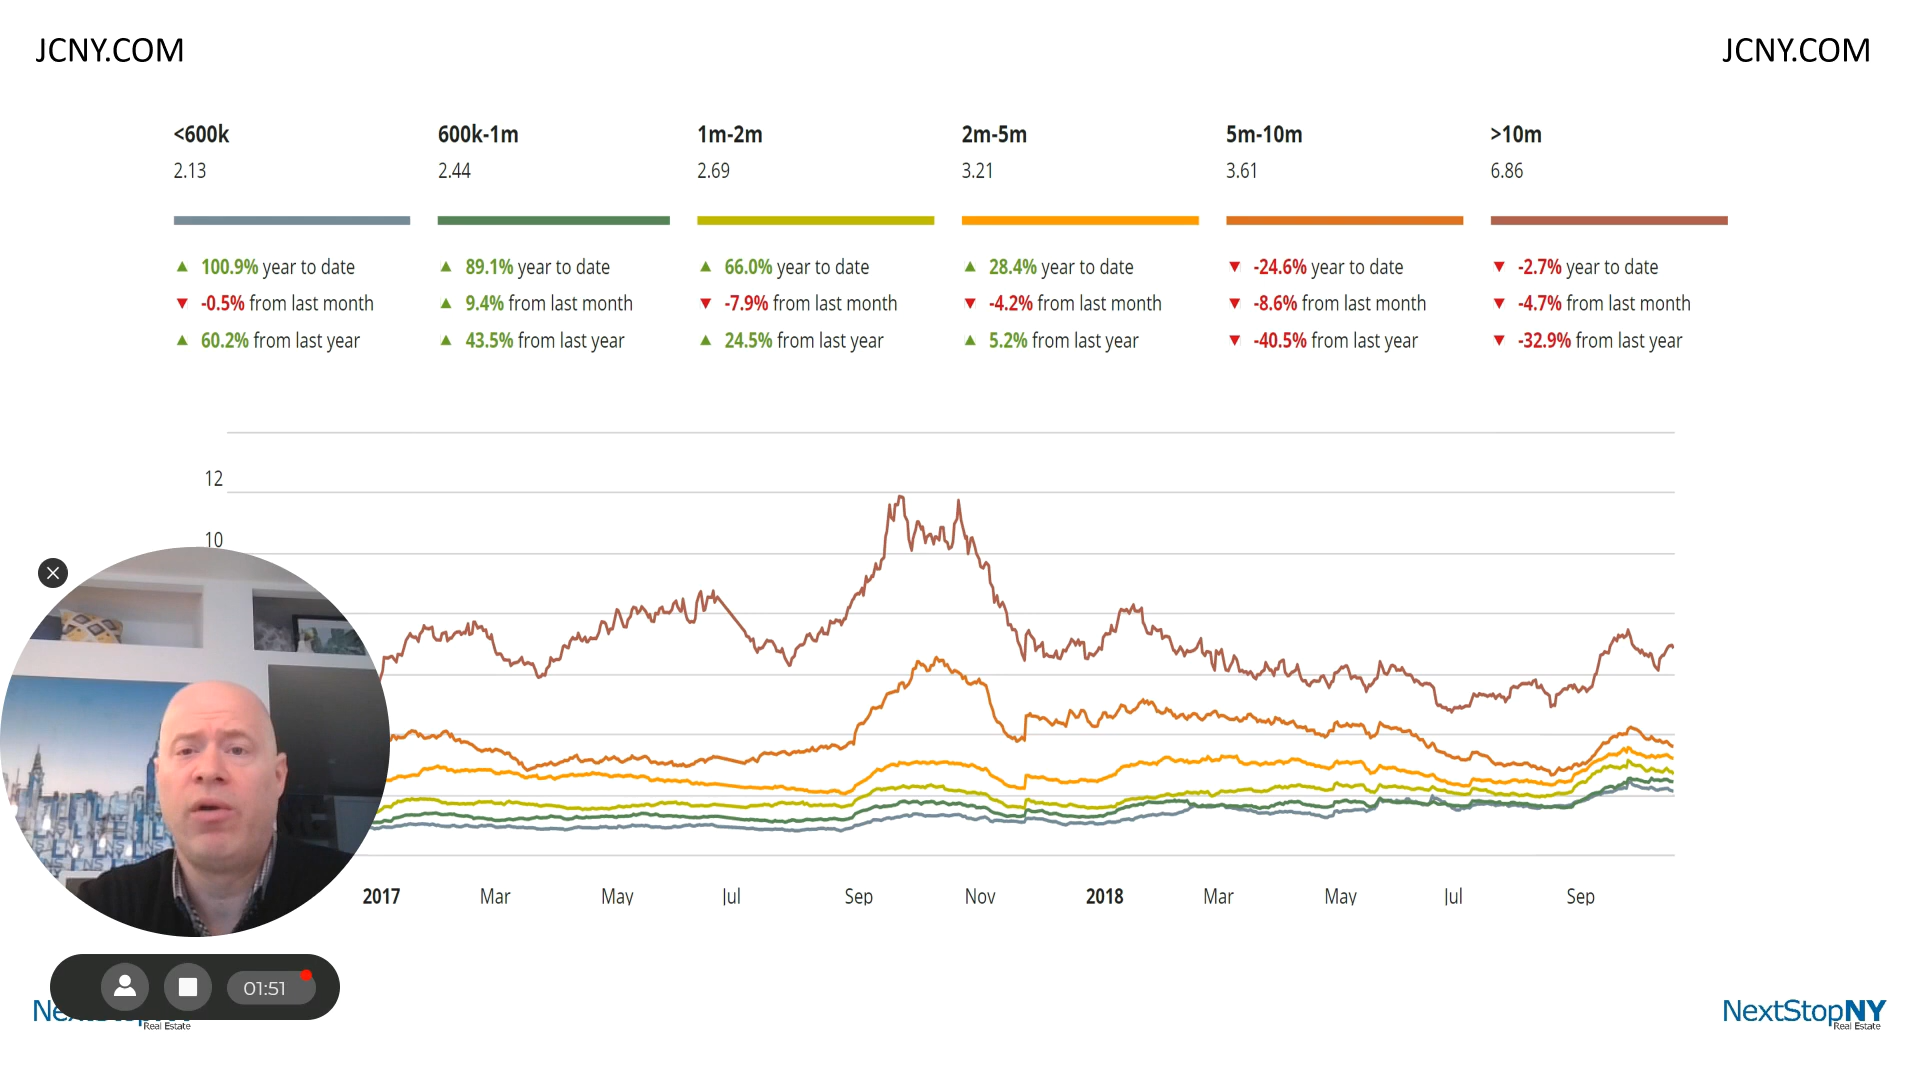 JCNY.COM
JCNY.COM
<600k
2.13
▲ 100.9% year to date
▼ -0.5% from last month
▲ 60.2% from last year
600k-1m
2.44
▲ 89.1% year to date
▲ 9.4% from last month
▲ 43.5% from last year
1m-2m
2.69
▲ 66.0% year to date
▼ -7.9% from last month
▲ 24.5% from last year
2m-5m
3.21
▲ 28.4% year to date
▼ -4.2% from last month
▲ 5.2% from last year
5m-10m
3.61
▼ -24.6% year to date
▼ -8.6% from last month
▼ -40.5% from last year
>10m
6.86
▼ -2.7% year to date
▼ -4.7% from last month
▼ -32.9% from last year
12
10
2017 Mar May Jul Sep Nov 2018 Mar May Jul Sep
01:51
Real Estate
NextStopNY
Real Estate